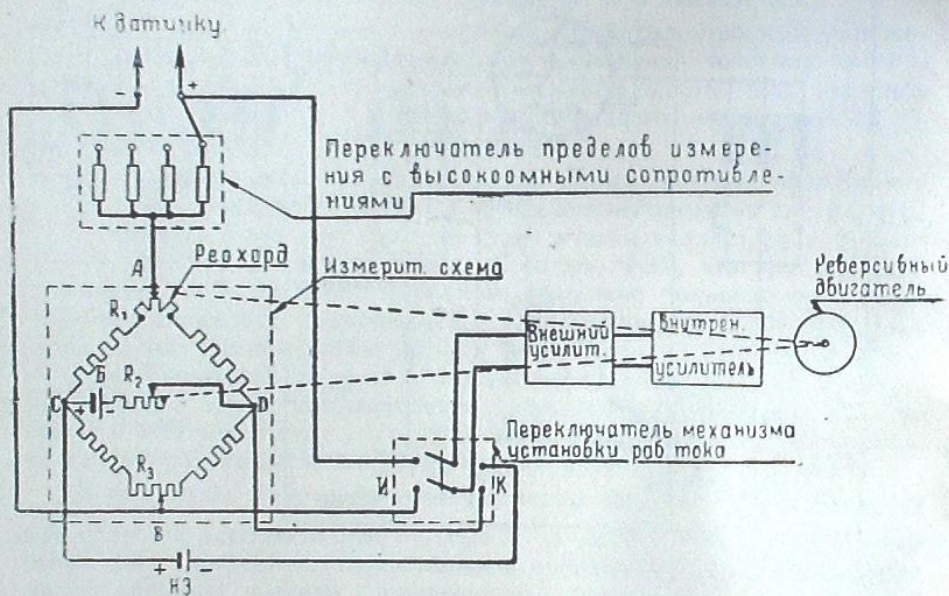 К датчику.
- +
Переключатель пределов измере-
ния с высокоомными сопротивле-
ниями
А
Реохорд
Измерит. схема
Реверсивный
двигатель
R1
Внешний
усилит.
Внутрен.
усилитель
Б
R2
С
+ -
D
Переключатель механизма
установки раб тока
R3
И
К
В
+ -
НЭ